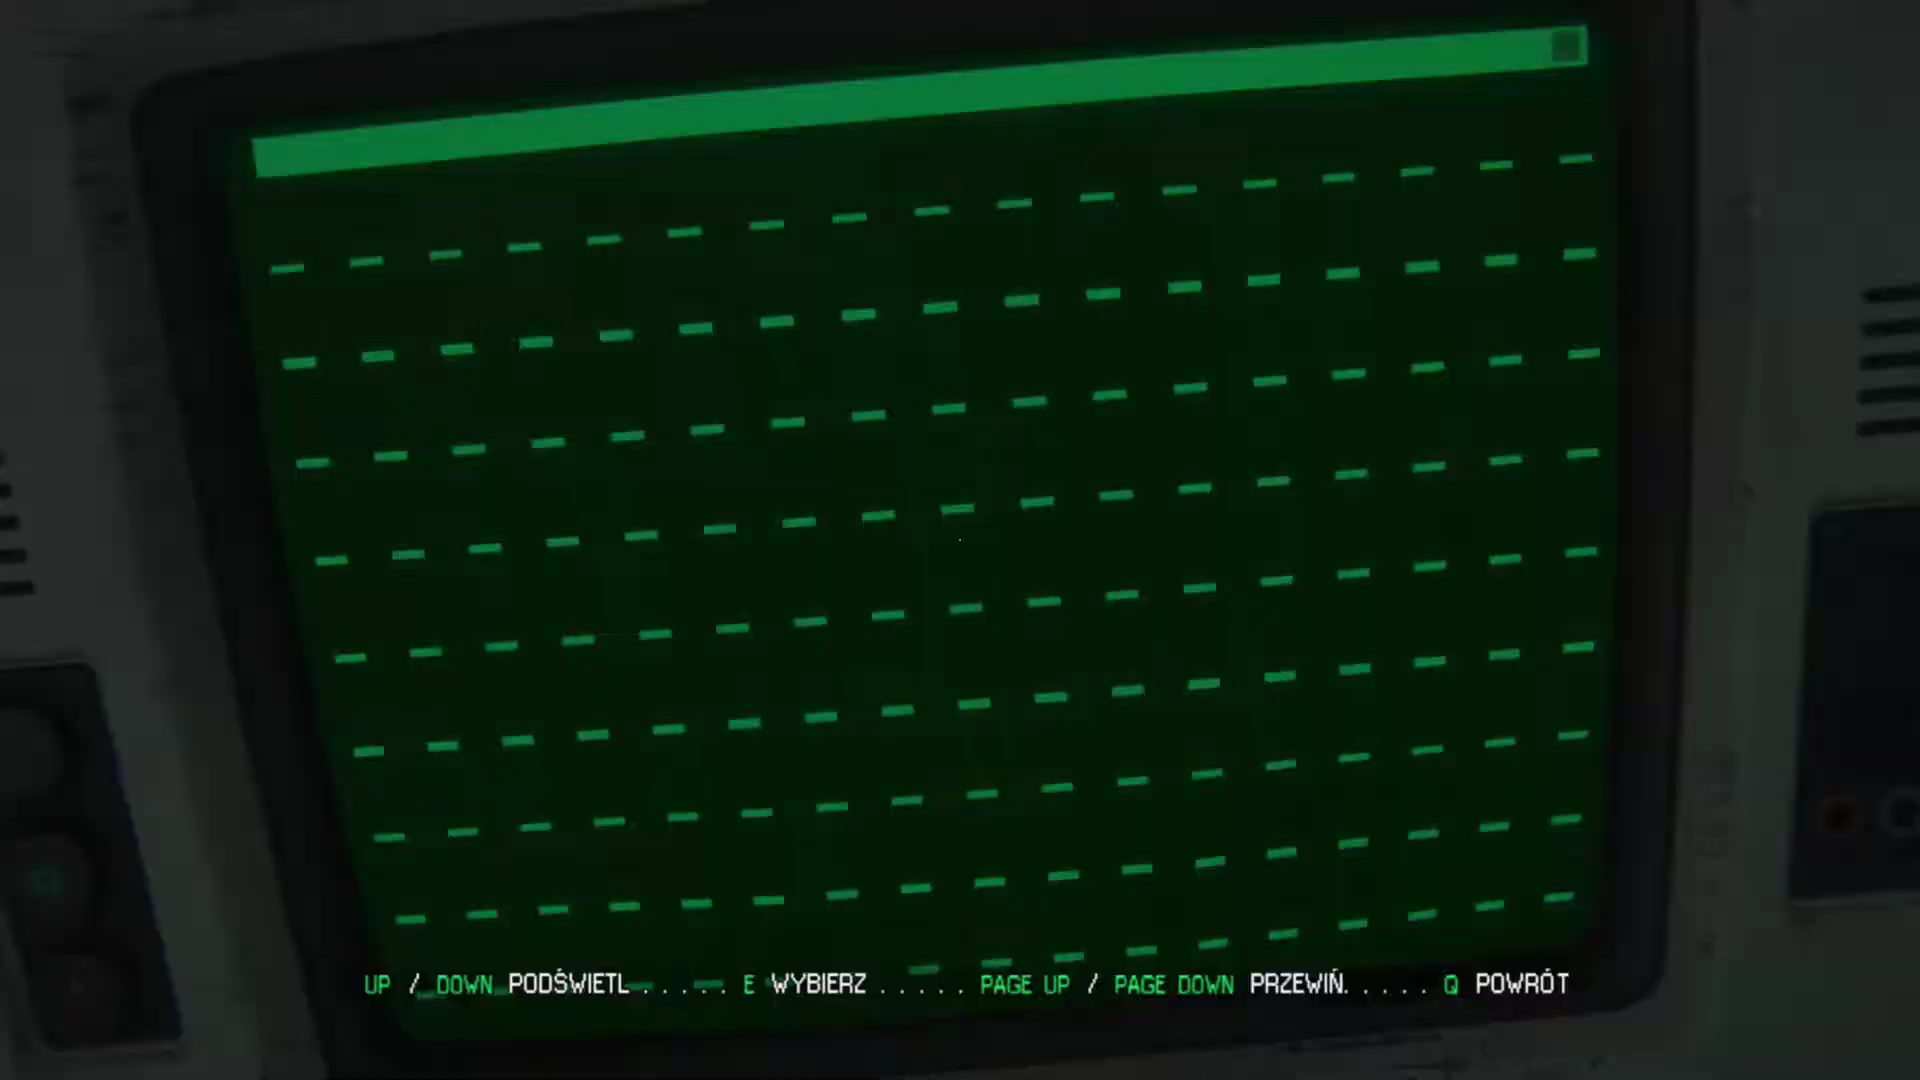 UP / DOWN PODŚWIETL..... E WYBIERZ ...... PAGE UP / PAGE DOWN PRZEWIŃ...... Q POWRÓT